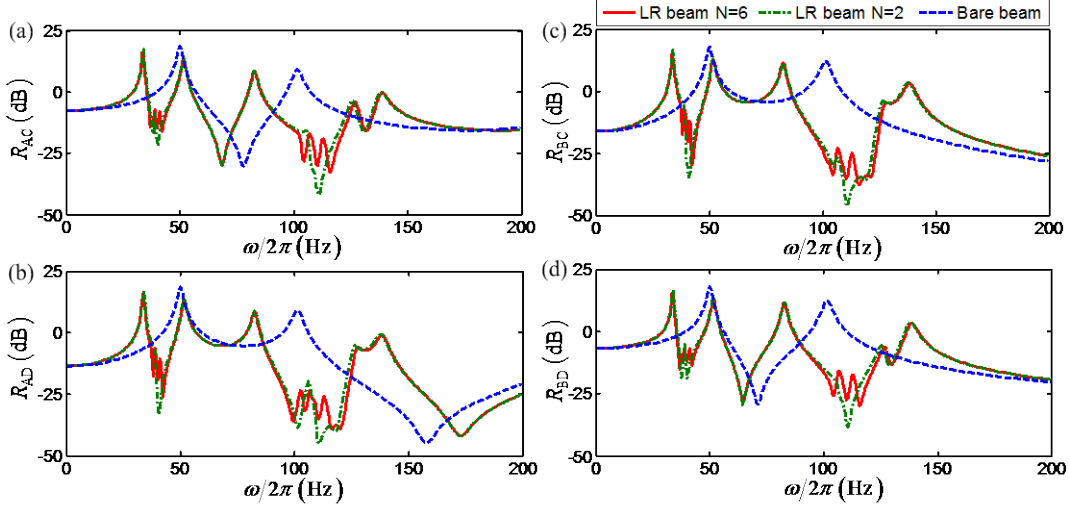 LR beam N=6 LR beam N=2 Bare beam
(a)
25
0
-25
-50
R_AC (dB)
0 50 100 150 200
ω/2π (Hz)
(c)
25
0
-25
-50
R_BC (dB)
0 50 100 150 200
ω/2π (Hz)
(b)
25
0
-25
-50
R_AD (dB)
0 50 100 150 200
ω/2π (Hz)
(d)
25
0
-25
-50
R_BD (dB)
0 50 100 150 200
ω/2π (Hz)